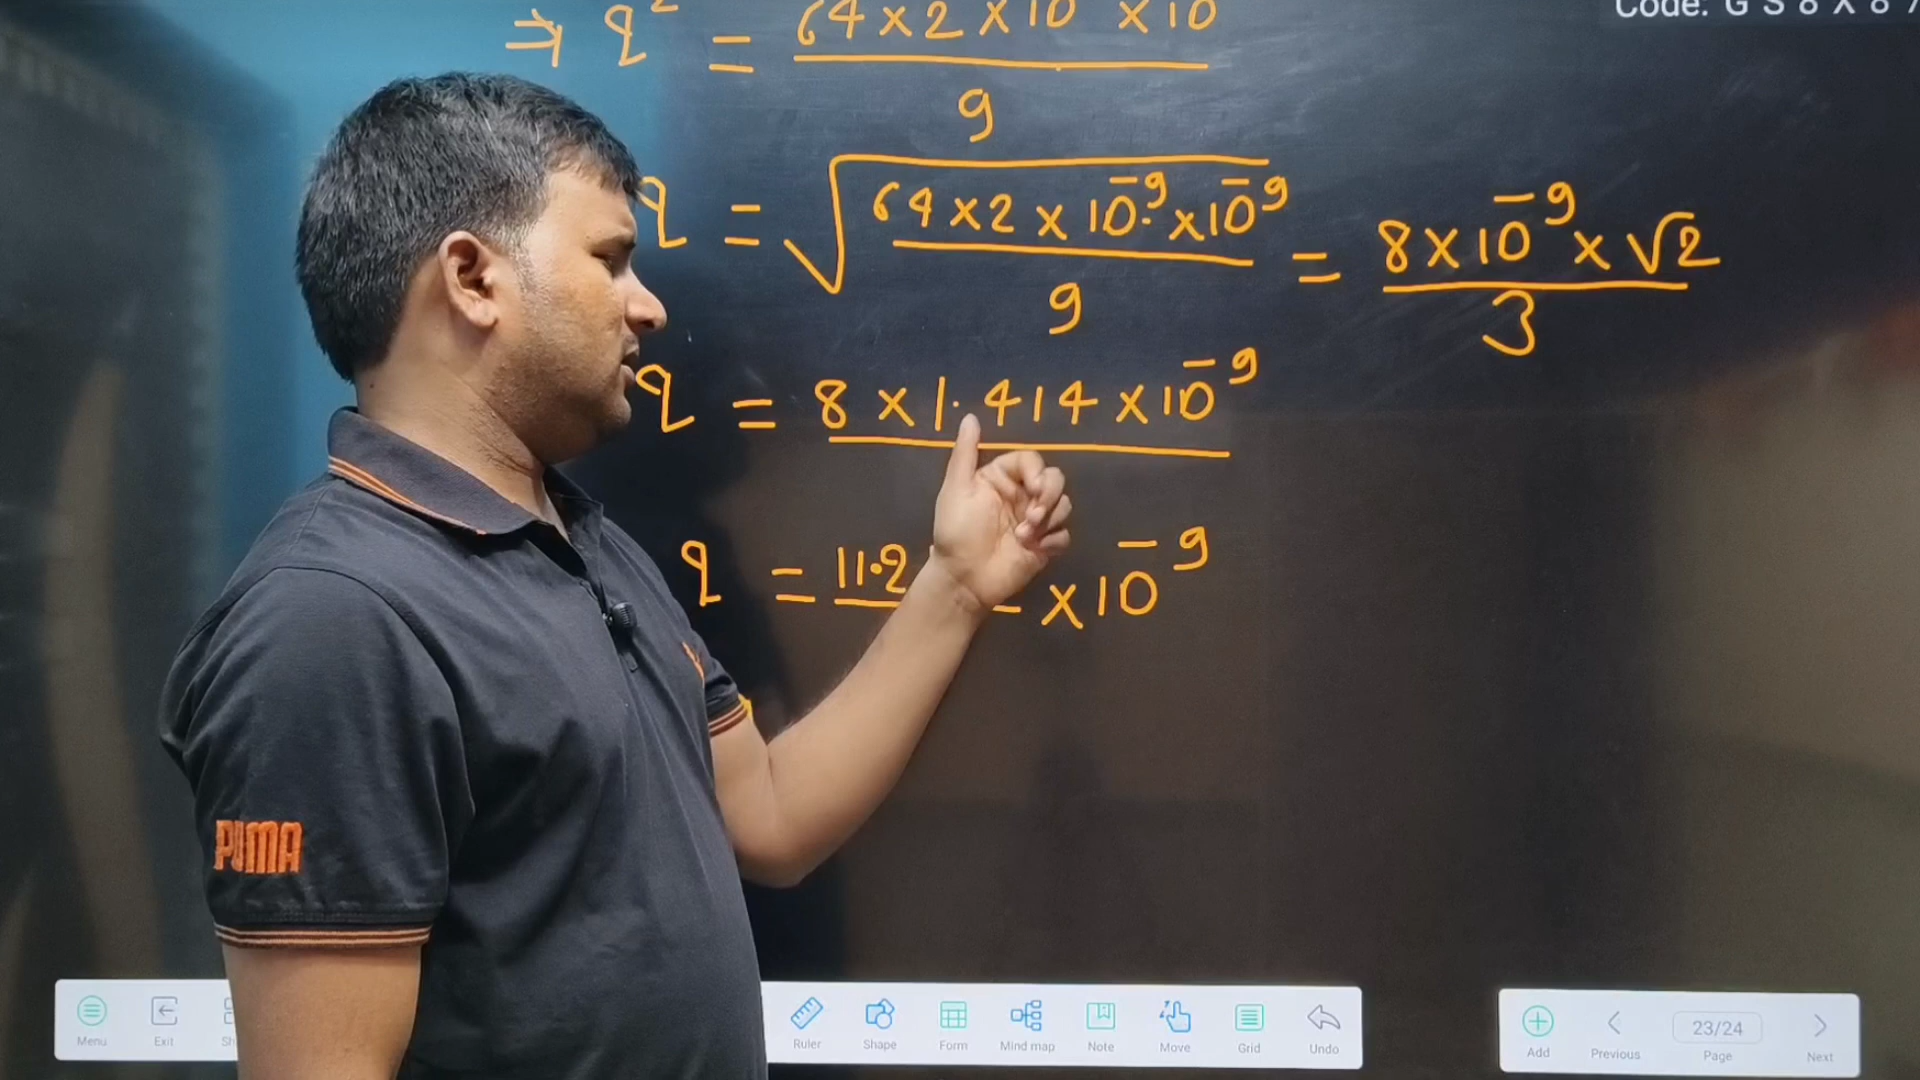 Code: G S 8 X 8
⇒ q² = 64 × 2 × 10 × 10
9
q = √64 × 2 × 10⁻⁹ × 10⁻⁹ = 8 × 10⁻⁹ × √2
9 3
q = 8 × 1.414 × 10⁻⁹
q = 11.2 × 10⁻⁹
PUMA
Menu Exit Ruler Shape Form Mind map Note Move Grid Undo
Add Previous 23/24 Page Next